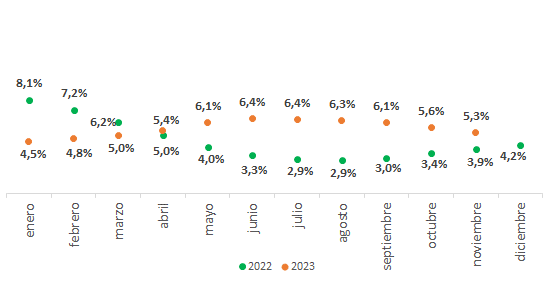 8,1%
7,2%
6,2%
5,4%
6,1%
6,4%
6,4%
6,3%
6,1%
5,6%
5,3%
4,5%
4,8%
5,0%
5,0%
4,0%
3,3%
2,9%
2,9%
3,0%
3,4%
3,9%
4,2%
enero
febrero
marzo
abril
mayo
junio
julio
agosto
septiembre
octubre
noviembre
diciembre
2022 2023